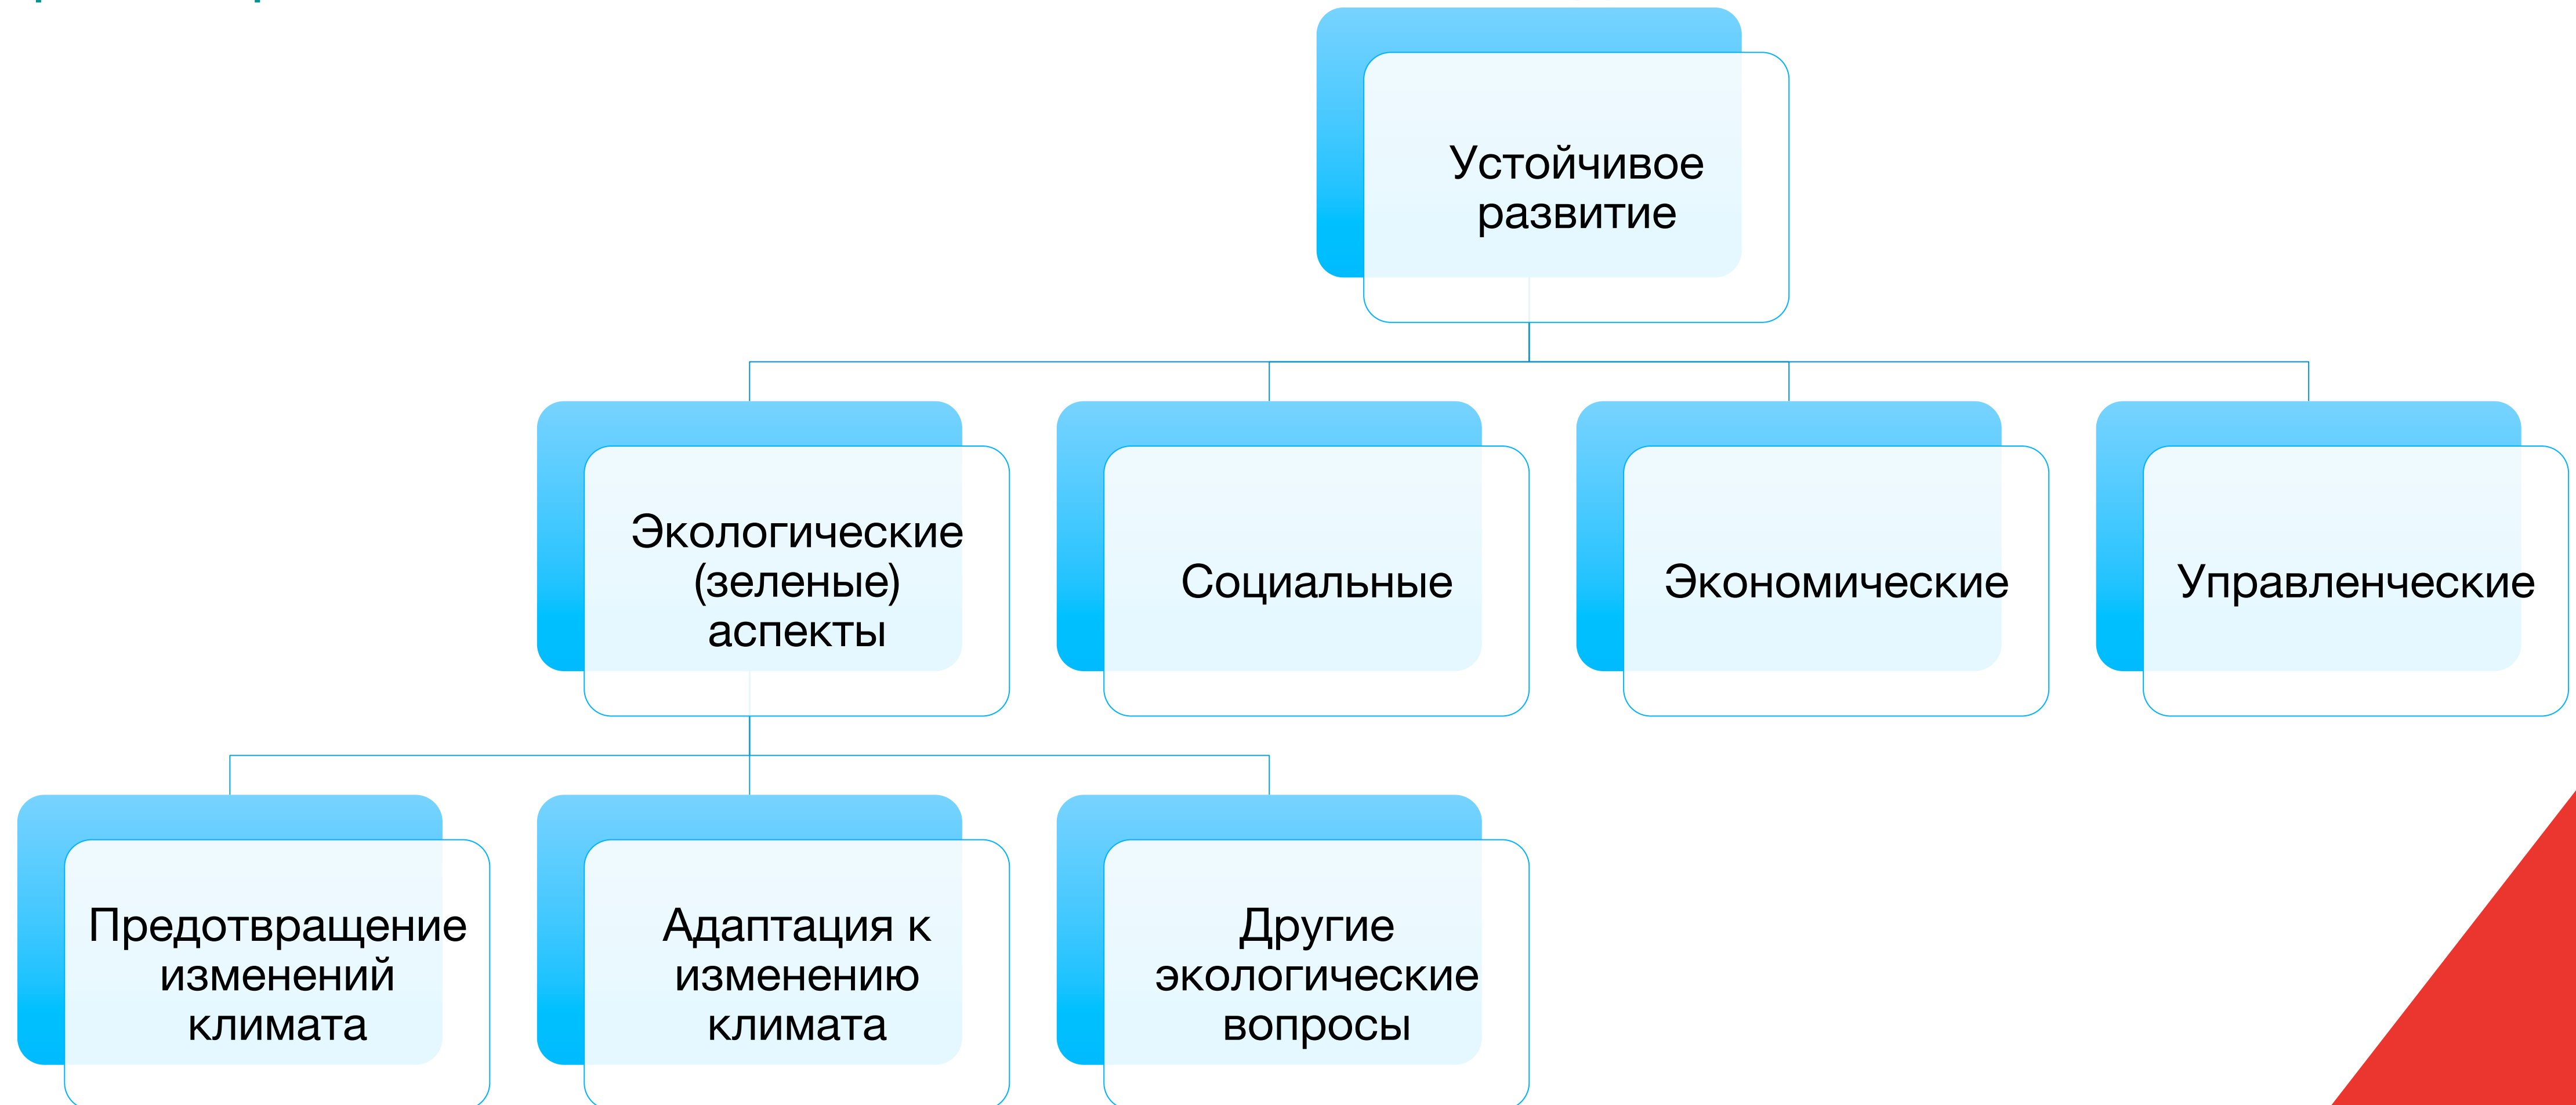 Устойчивое
развитие
Экологические
(зеленые)
аспекты
Социальные
Экономические
Управленческие
Предотвращение
изменений
климата
Адаптация к
изменению
климата
Другие
экологические
вопросы